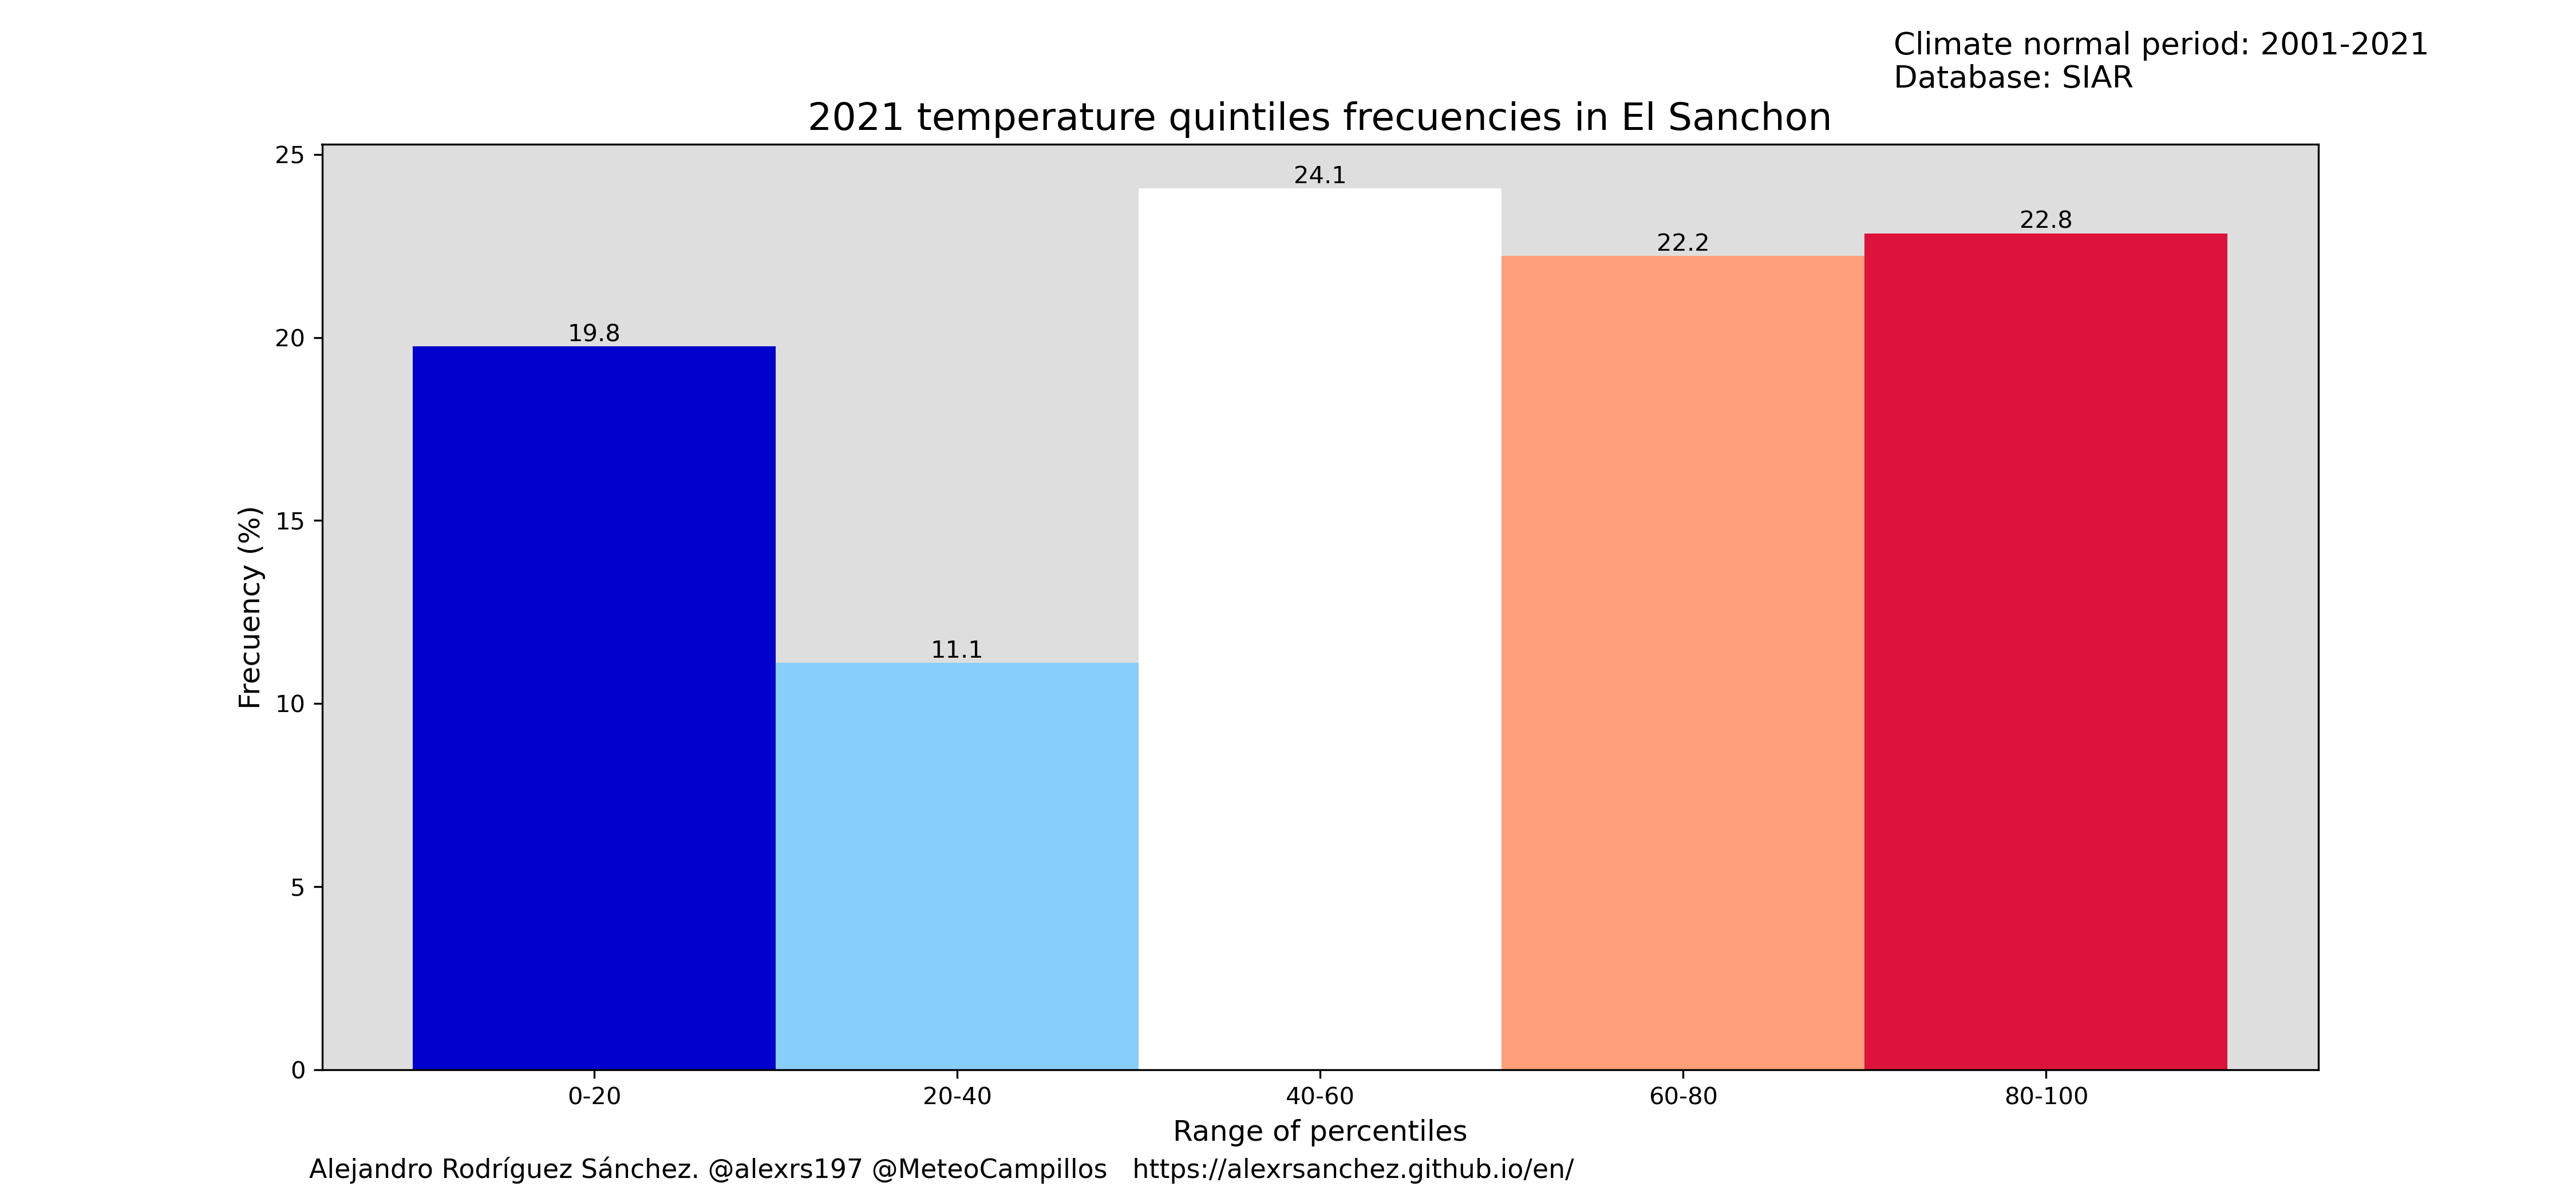 Climate normal period: 2001-2021
Database: SIAR
2021 temperature quintiles frecuencies in El Sanchon
25
20
15
10
5
0
Frecuency (%)
19.8
11.1
24.1
22.2
22.8
0-20
20-40
40-60
60-80
80-100
Range of percentiles
Alejandro Rodríguez Sánchez. @alexrs197 @MeteoCampillos https://alexrsanchez.github.io/en/